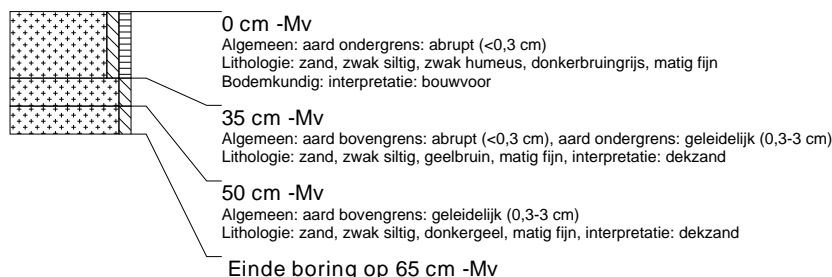 0 cm -Mv
Algemeen: aard ondergrens: abrupt (<0,3 cm)
Lithologie: zand, zwak siltig, zwak humeus, donkerbruingrijs, matig fijn
Bodemkundig: interpretatie: bouwvoor
35 cm -Mv
Algemeen: aard bovengrens: abrupt (<0,3 cm), aard ondergrens: geleidelijk (0,3-3 cm)
Lithologie: zand, zwak siltig, geelbruin, matig fijn, interpretatie: dekzand
50 cm -Mv
Algemeen: aard bovengrens: geleidelijk (0,3-3 cm)
Lithologie: zand, zwak siltig, donkergeel, matig fijn, interpretatie: dekzand
Einde boring op 65 cm -Mv